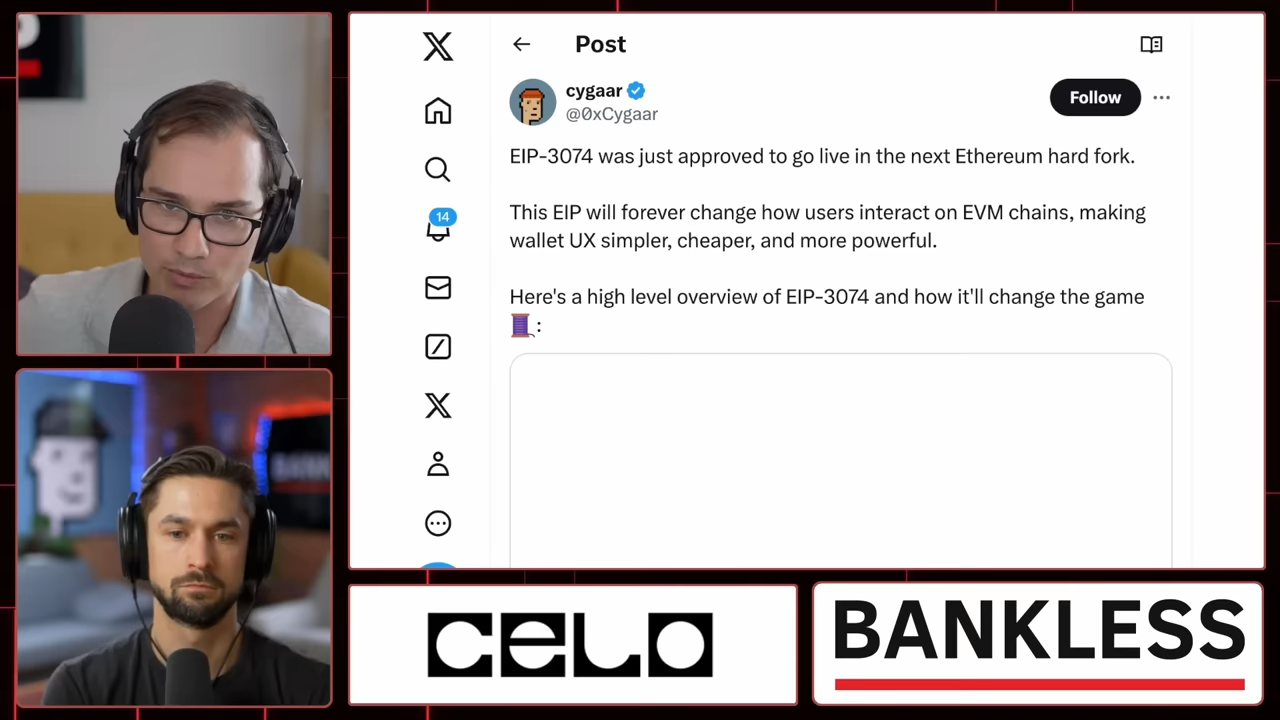 Post
cygaar
@0xCygaar
Follow
EIP-3074 was just approved to go live in the next Ethereum hard fork.
This EIP will forever change how users interact on EVM chains, making
wallet UX simpler, cheaper, and more powerful.
Here's a high level overview of EIP-3074 and how it'll change the game
🧵:
14
BANKLESS
CELO
BANKLESS